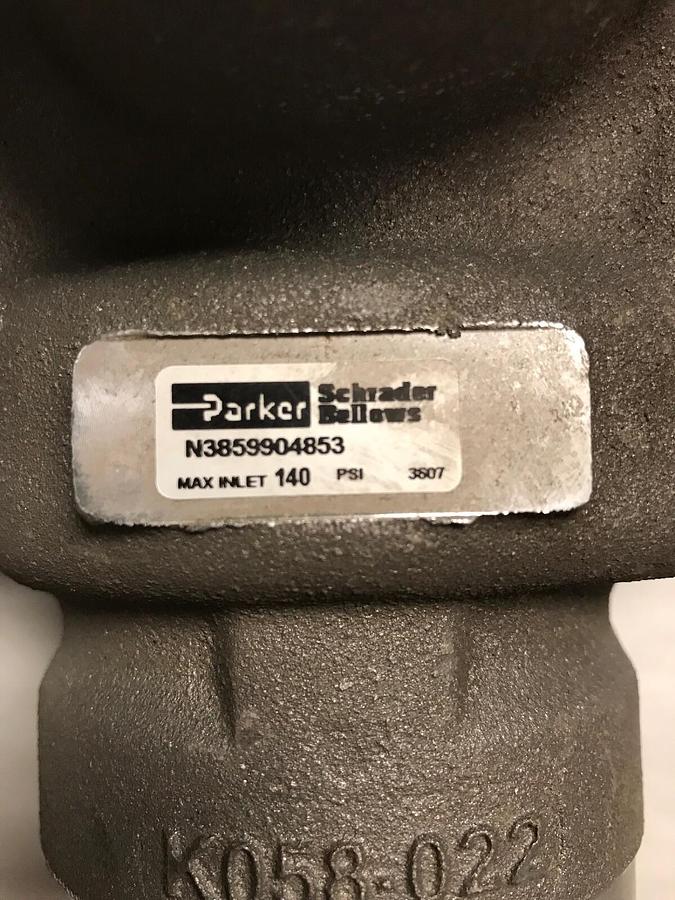 Parker Schrader Bellows
N3859904853
MAX INLET 140 PSI 3607
K058-022